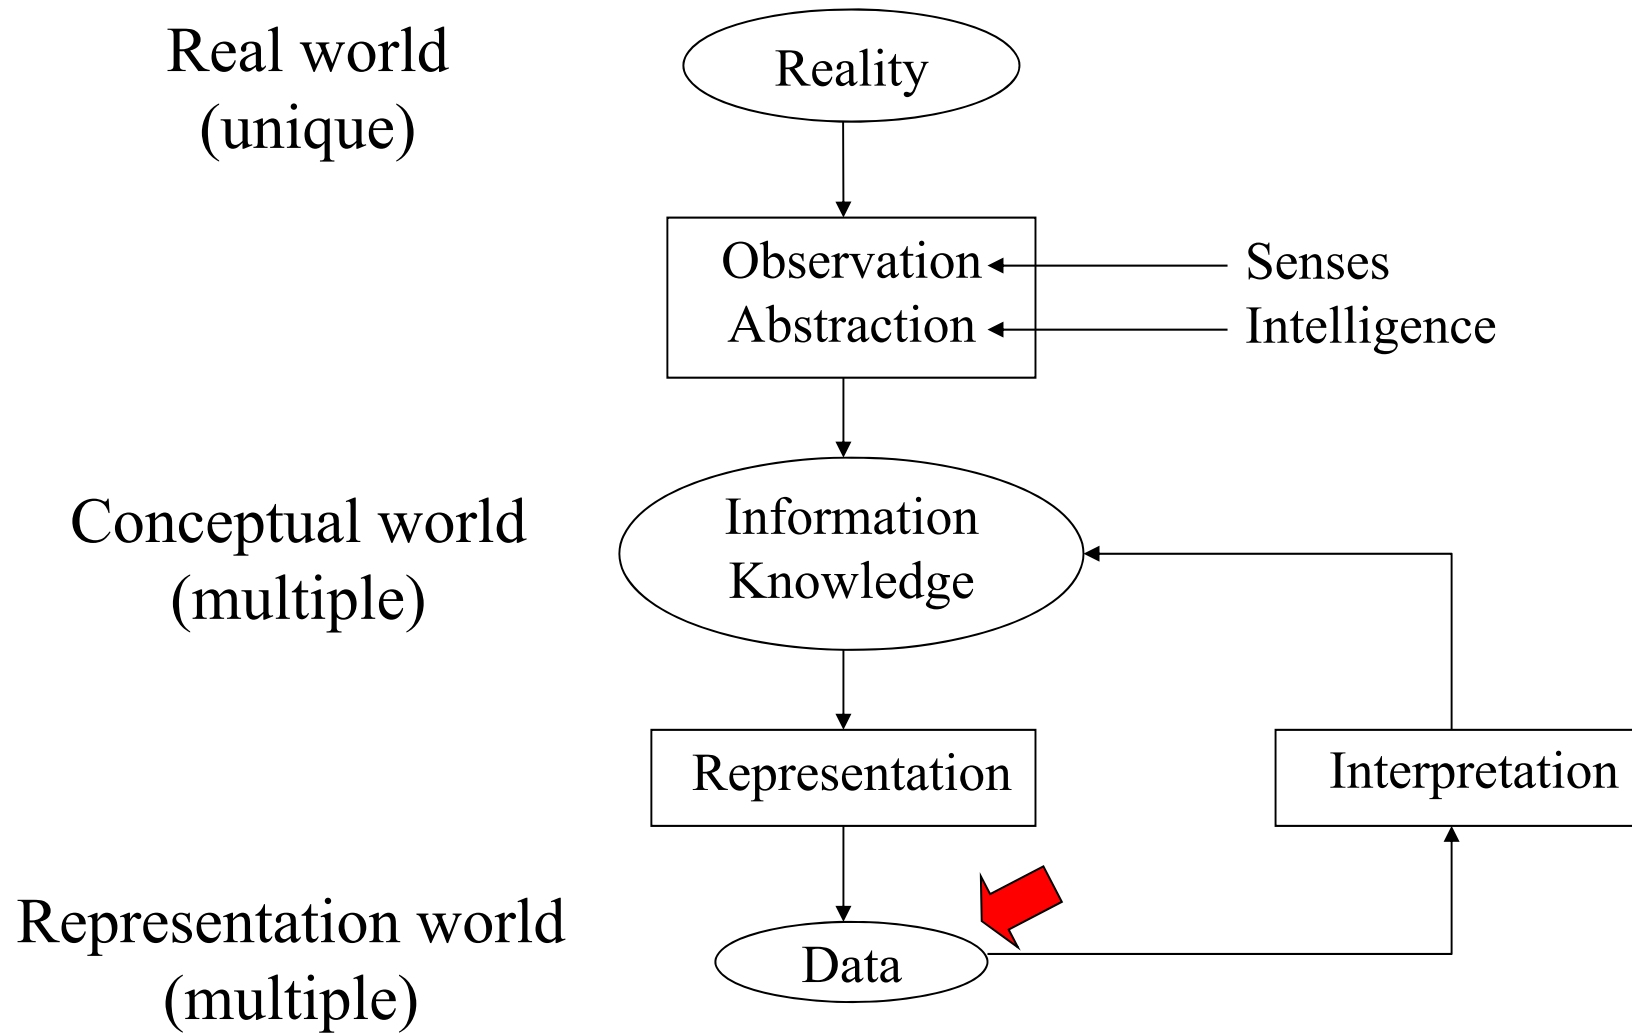 Real world
(unique)
Reality
Observation
Senses
Abstraction
Intelligence
Conceptual world
(multiple)
Information
Knowledge
Representation
Interpretation
Representation world
(multiple)
Data